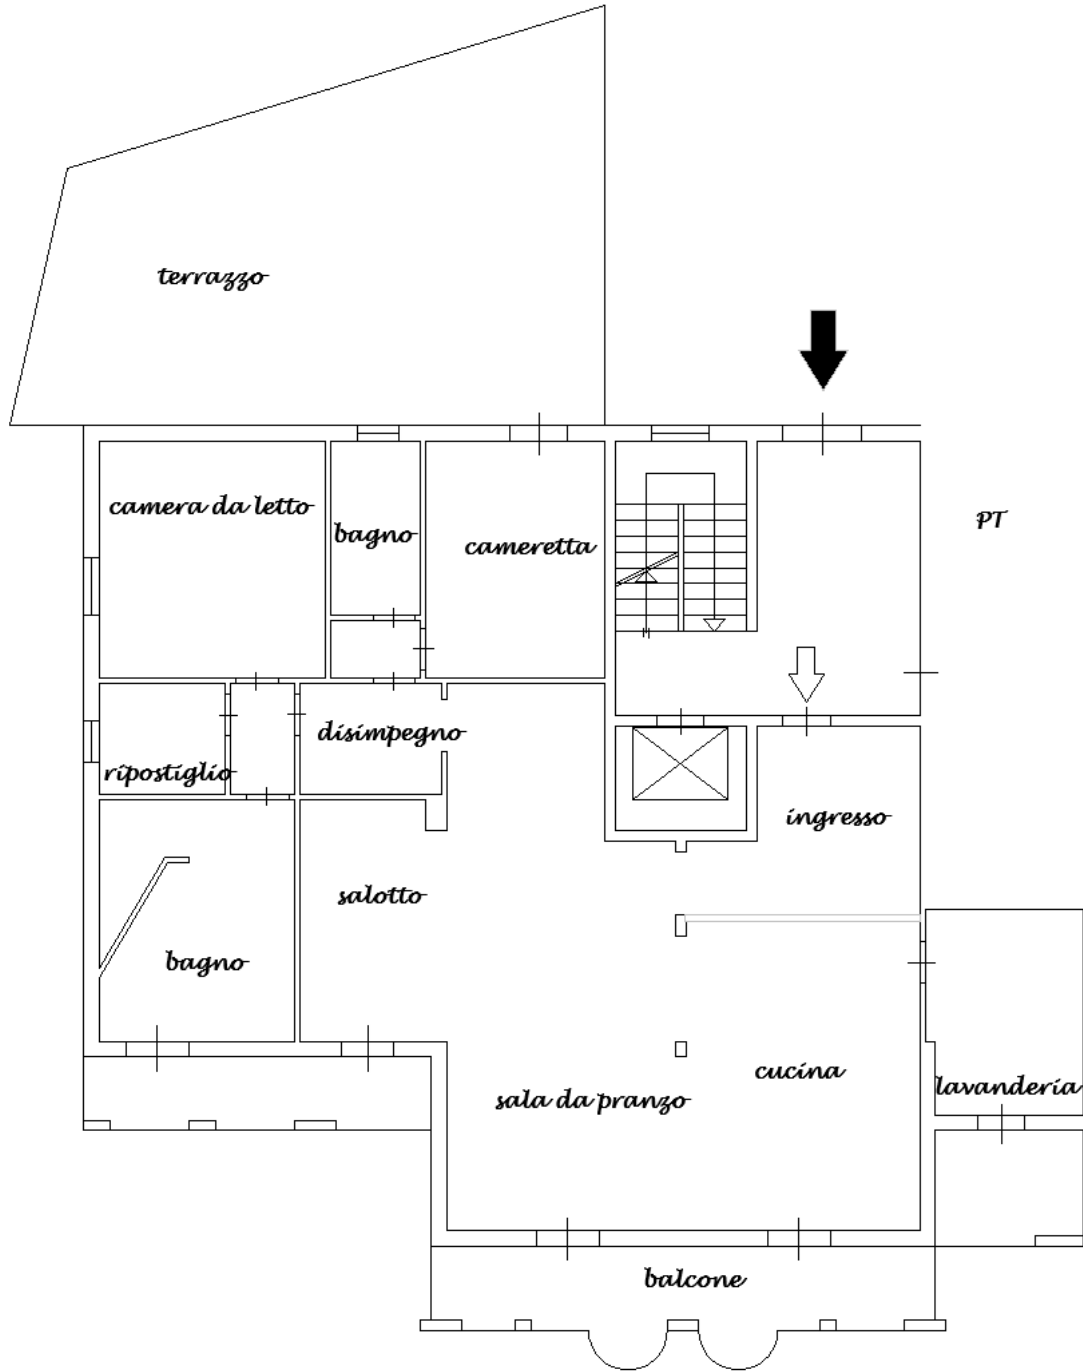 terrazzo
camera da letto
bagno
cameretta
PT
disimpegno
ripostiglio
ingresso
salotto
bagno
cucina
lavanderia
sala da pranzo
balcone